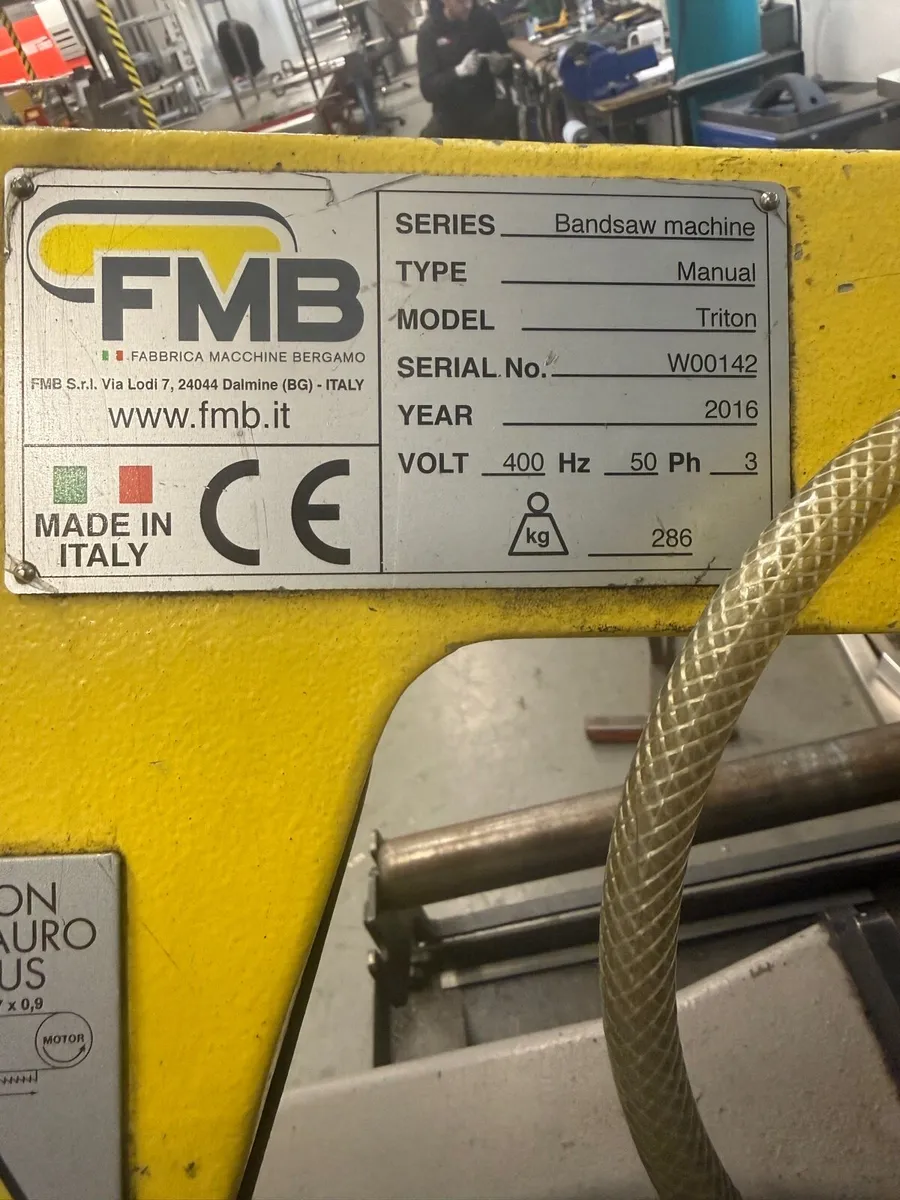 FMB
FABBRICA MACCHINE BERGAMO
FMB S.r.l. Via Lodi 7, 24044 Dalmine (BG) - ITALY
www.fmb.it
MADE IN
ITALY
CE
SERIES Bandsaw machine
TYPE Manual
MODEL Triton
SERIAL No. W00142
YEAR 2016
VOLT 400 Hz 50 Ph 3
kg 286
ON
AURO
US
x 0,9
MOTOR